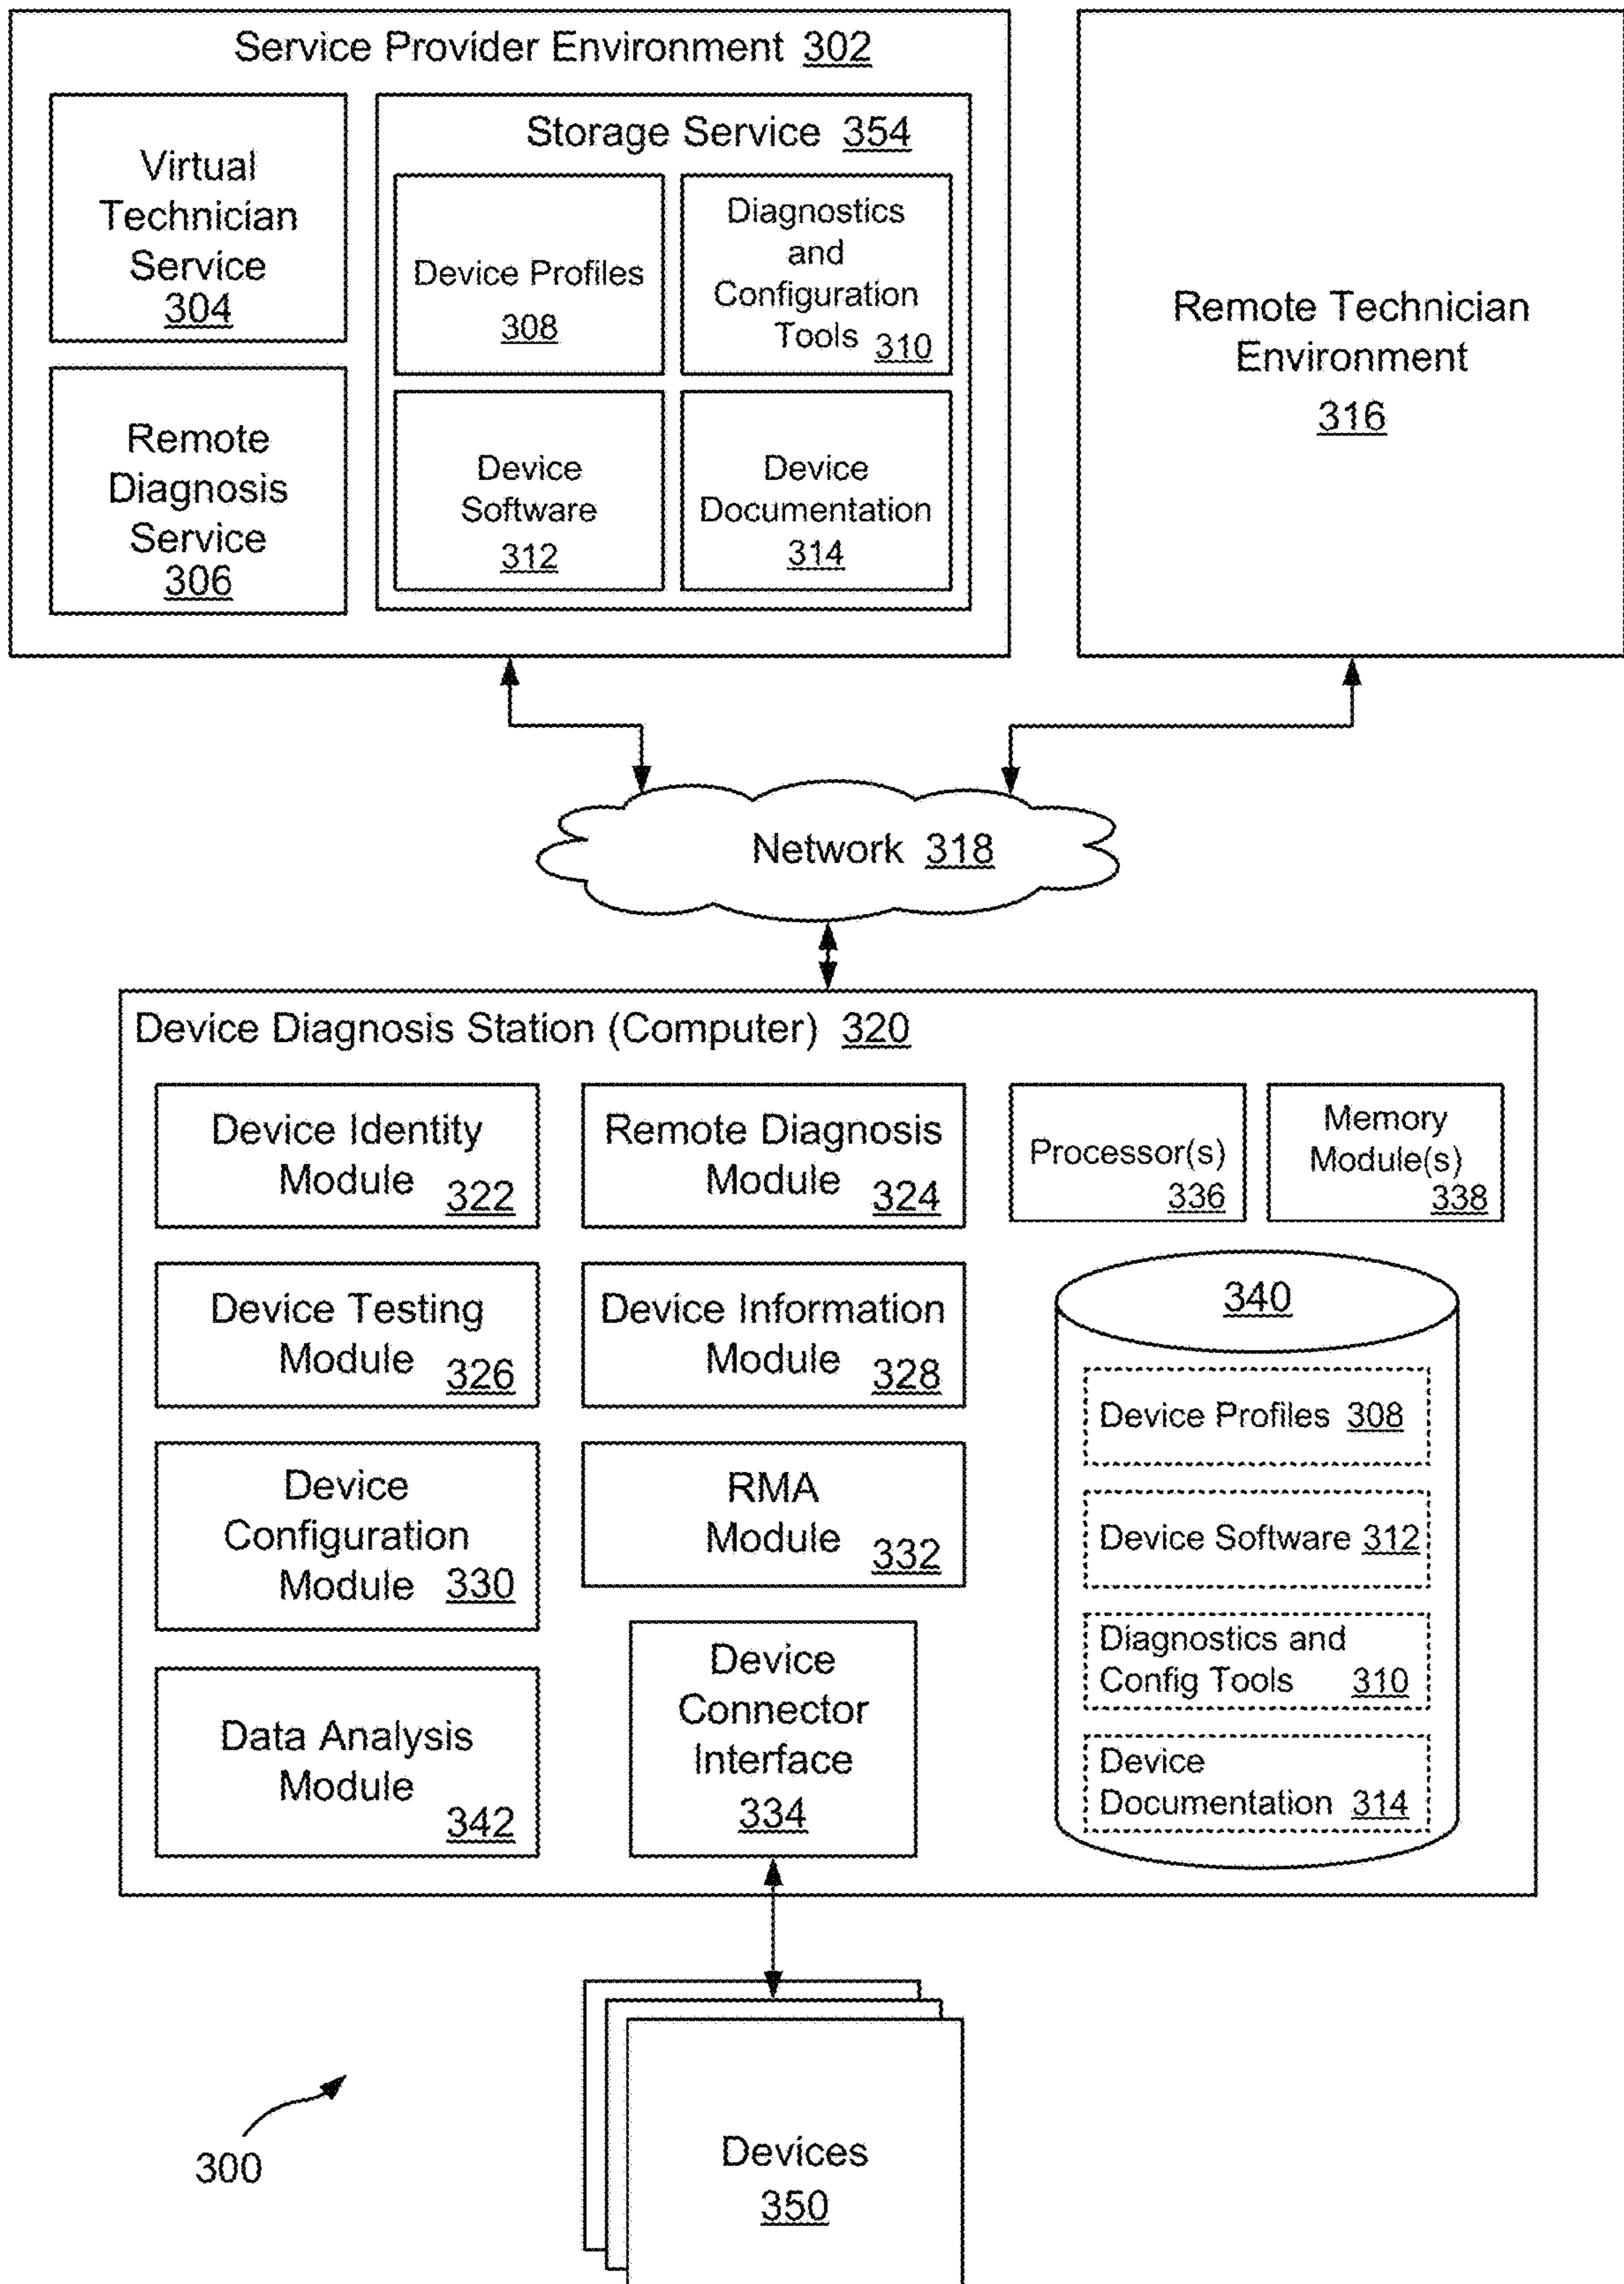 Service Provider Environment 302
Virtual
Technician
Service
304
Remote
Diagnosis
Service
306
Storage Service 354
Device Profiles
308
Diagnostics
and
Configuration
Tools 310
Device
Software
312
Device
Documentation
314
Remote Technician
Environment
316
Network 318
Device Diagnosis Station (Computer) 320
Device Identity
Module 322
Remote Diagnosis
Module 324
Processor(s)
336
Memory
Module(s)
338
Device Testing
Module 326
Device Information
Module 328
Device
Configuration
Module 330
RMA
Module 332
Data Analysis
Module
342
Device
Connector
Interface
334
340
Device Profiles 308
Device Software 312
Diagnostics and
Config Tools 310
Device
Documentation 314
300
Devices
350